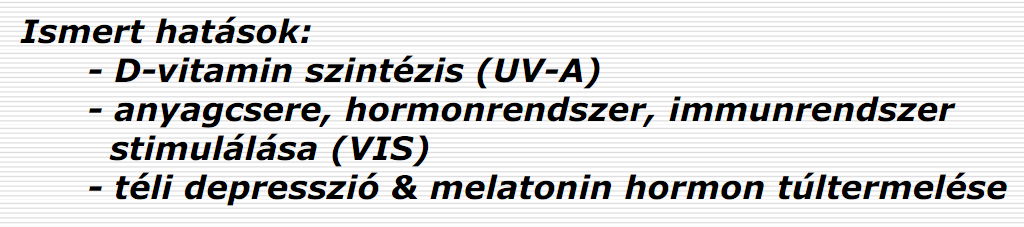 Ismert hatások:
- D-vitamin szintézis (UV-A)
- anyagcsere, hormonrendszer, immunrendszer
stimulálása (VIS)
- téli depresszió & melatonin hormon túltermelése